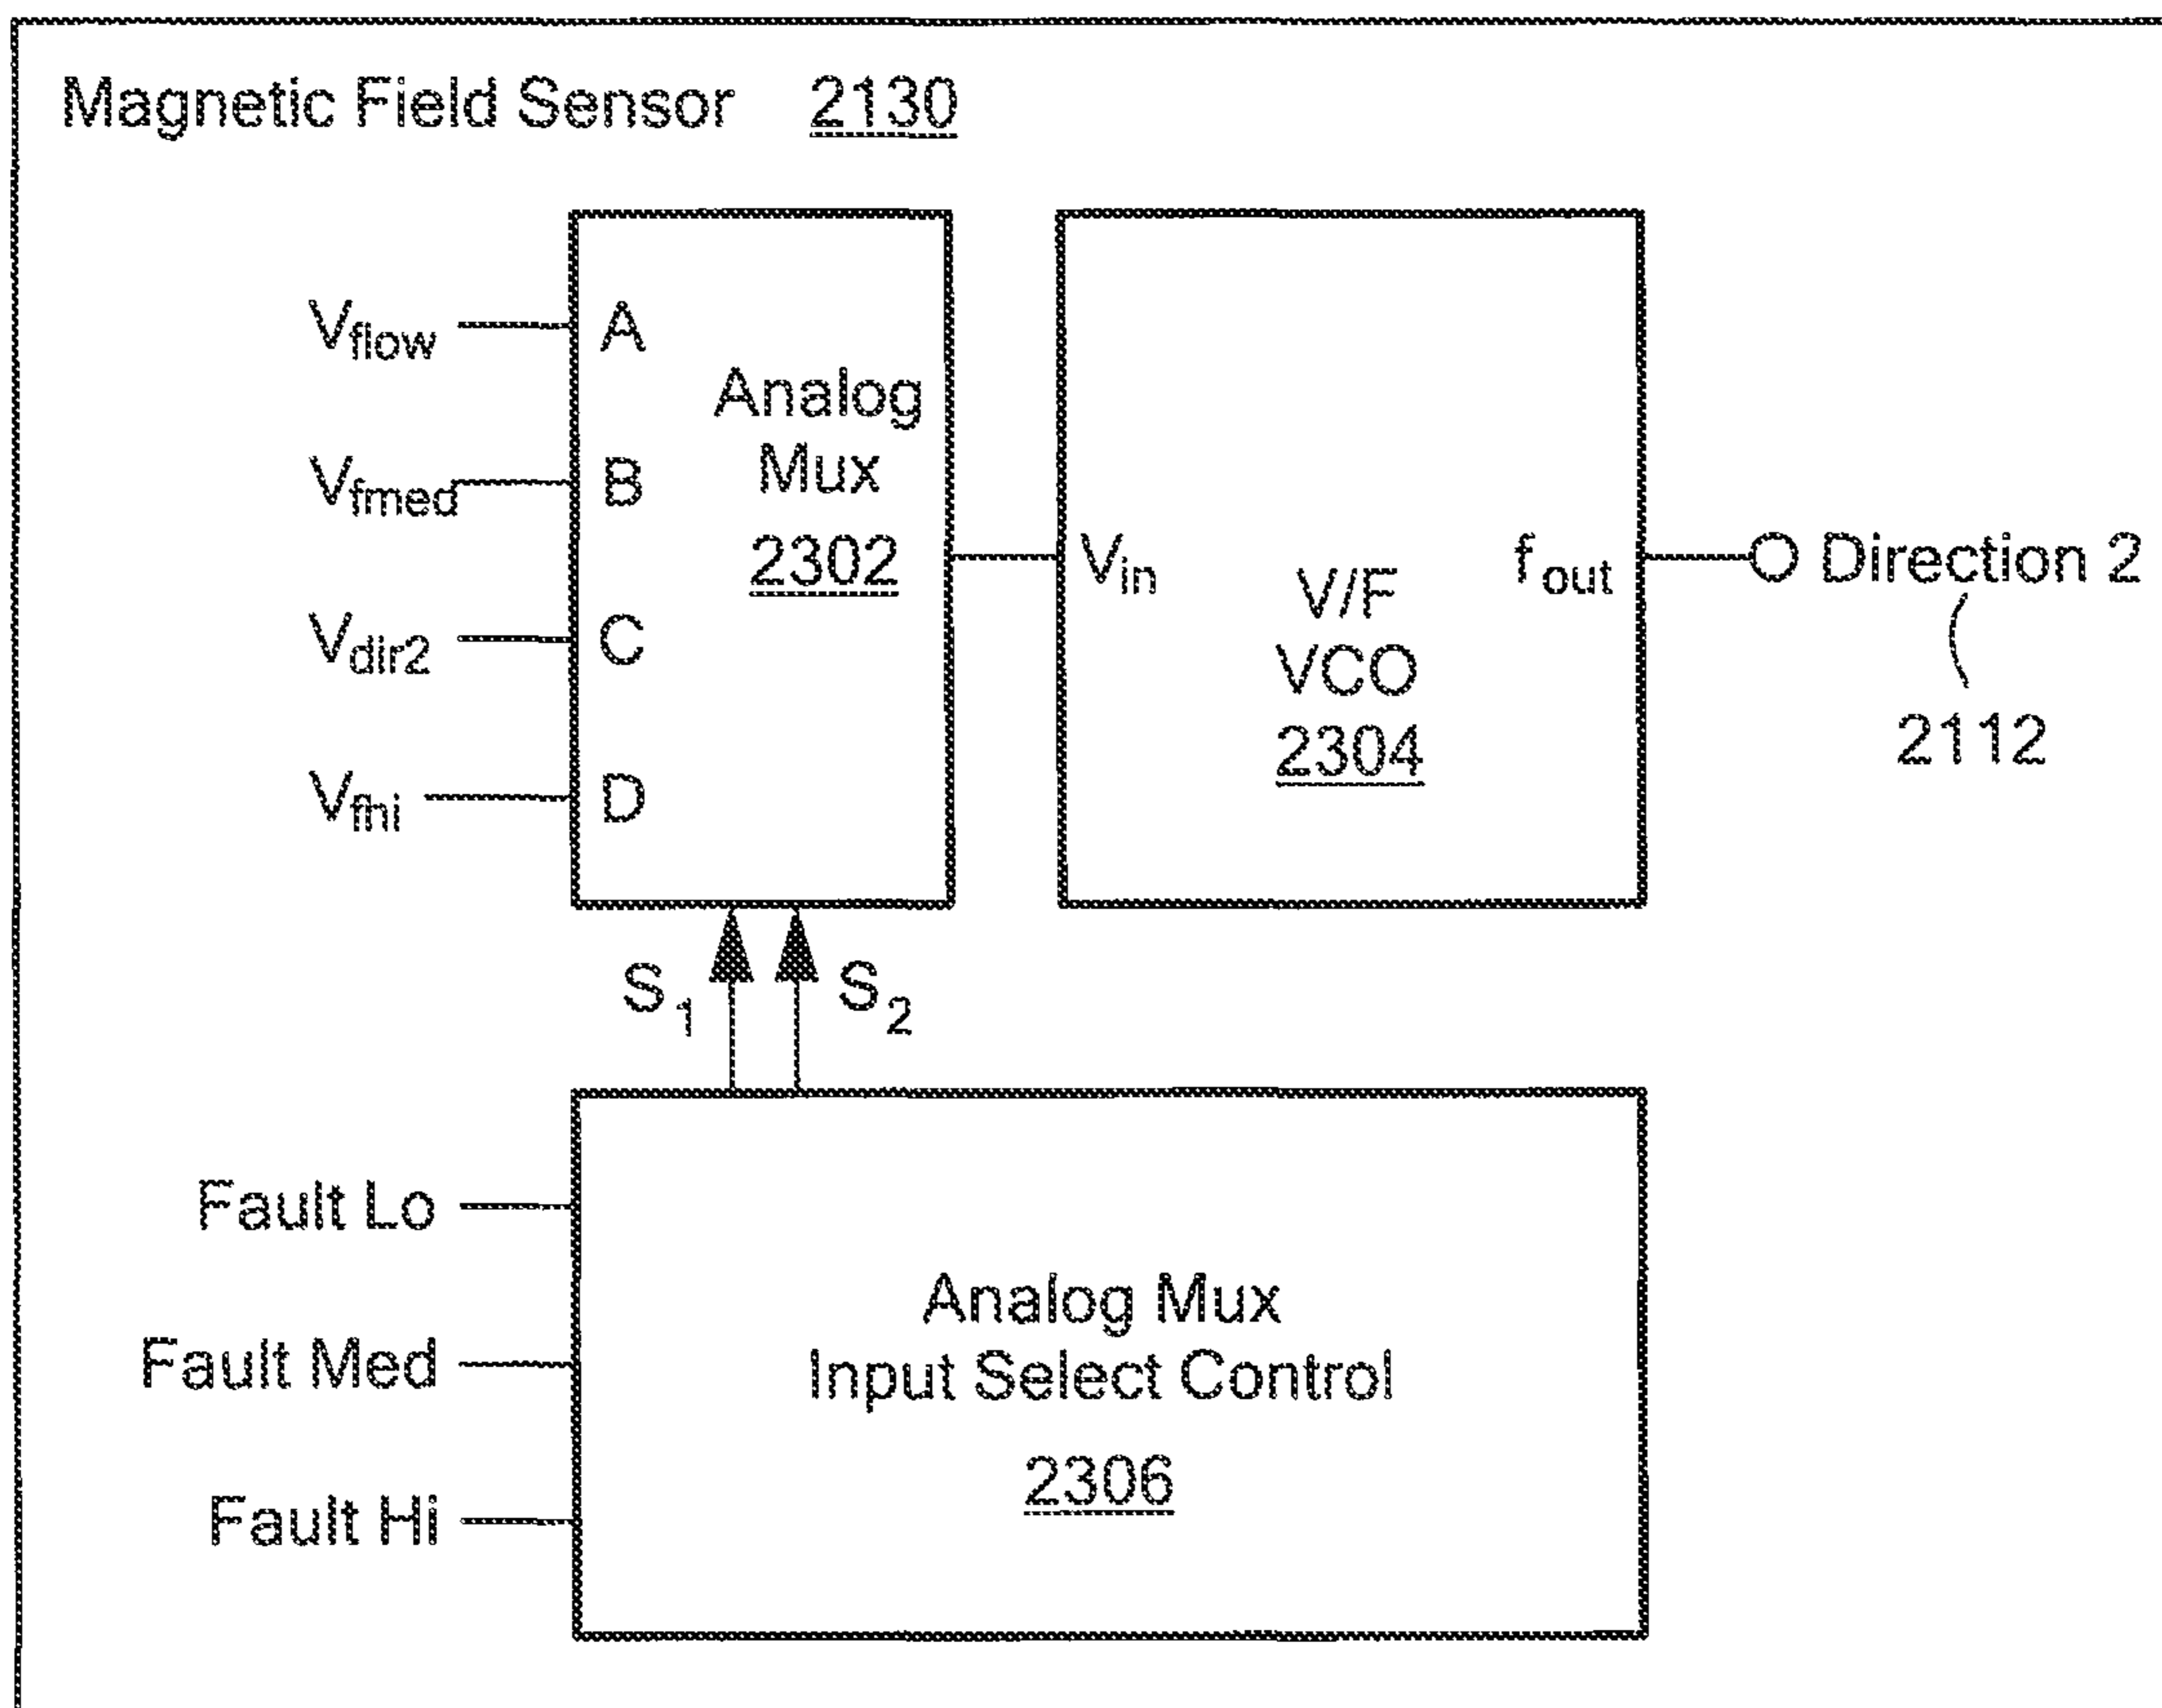 Magnetic Field Sensor 2130
Vflow
A
Analog
Mux
2302
Vfmed
B
Vdir2
C
Vfhi
D
Vin
V/F
VCO
2304
fout
Direction 2
2112
S1
S2
Fault Lo
Fault Med
Fault Hi
Analog Mux
Input Select Control
2306